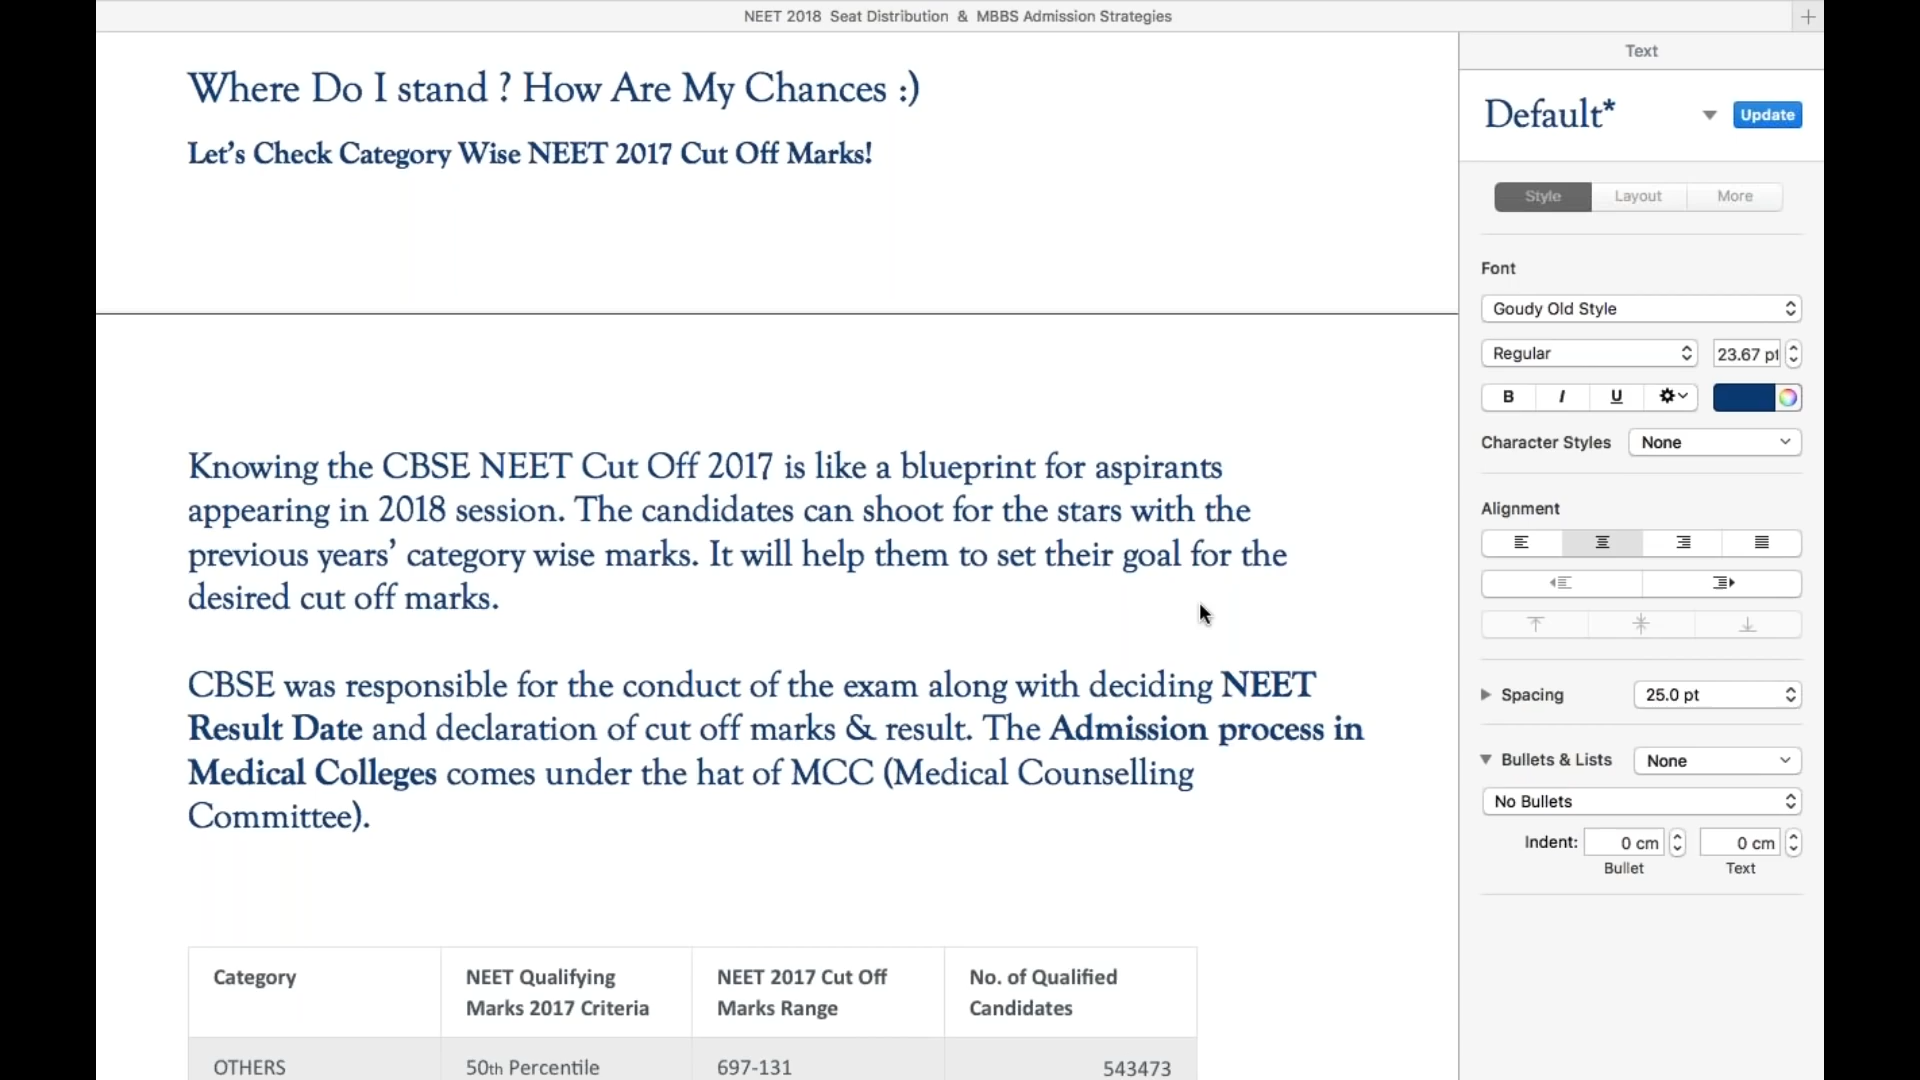 NEET 2018 Seat Distribution & MBBS Admission Strategies
Where Do I stand ? How Are My Chances :)
Let's Check Category Wise NEET 2017 Cut Off Marks!
Knowing the CBSE NEET Cut Off 2017 is like a blueprint for aspirants
appearing in 2018 session. The candidates can shoot for the stars with the
previous years' category wise marks. It will help them to set their goal for the
desired cut off marks.
CBSE was responsible for the conduct of the exam along with deciding NEET
Result Date and declaration of cut off marks & result. The Admission process in
Medical Colleges comes under the hat of MCC (Medical Counselling
Committee).
Category
NEET Qualifying
Marks 2017 Criteria
NEET 2017 Cut Off
Marks Range
No. of Qualified
Candidates
OTHERS
50th Percentile
697-131
543473
Text
Default*
Update
Style
Layout
More
Font
Goudy Old Style
Regular
23.67 pt
B
I
U
Character Styles
None
Alignment
Spacing
25.0 pt
Bullets & Lists
None
No Bullets
Indent:
0 cm
0 cm
Bullet
Text